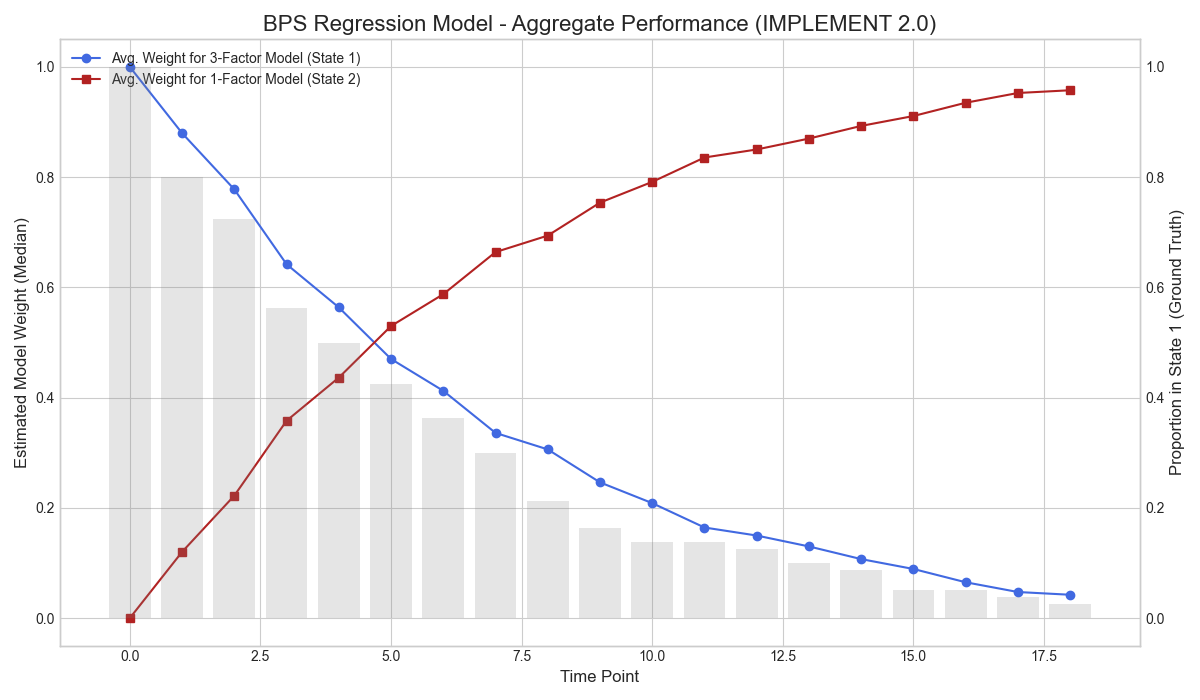 BPS Regression Model - Aggregate Performance (IMPLEMENT 2.0)
Avg. Weight for 3-Factor Model (State 1)
Avg. Weight for 1-Factor Model (State 2)
Estimated Model Weight (Median)
1.0
0.8
0.6
0.4
0.2
0.0
1.0
0.8
0.6
0.4
0.2
0.0
Proportion in State 1 (Ground Truth)
0.0 2.5 5.0 7.5 10.0 12.5 15.0 17.5
Time Point